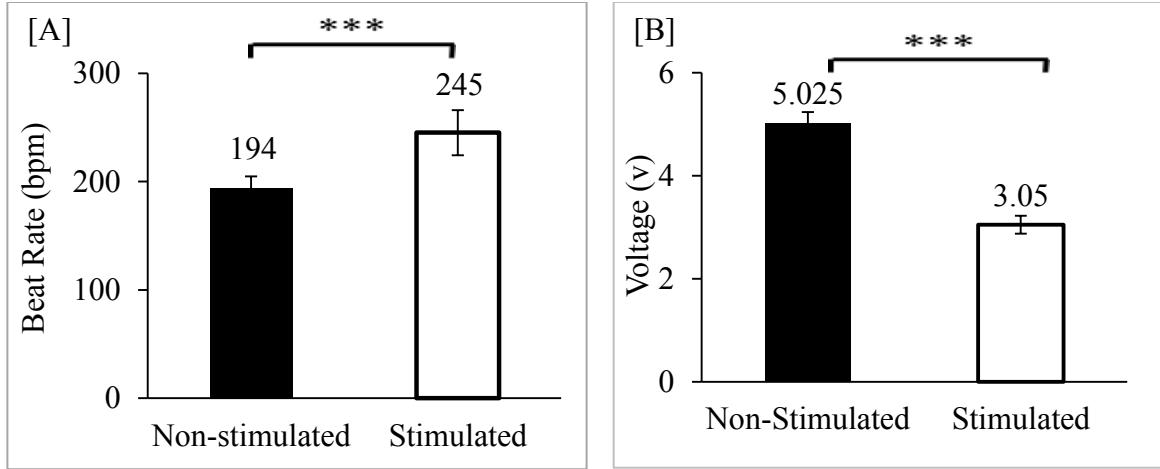 [A]
***
300
245
194
200
100
0
Beat Rate (bpm)
Non-stimulated
Stimulated
[B]
***
6
5.025
4
3.05
2
0
Voltage (v)
Non-Stimulated
Stimulated